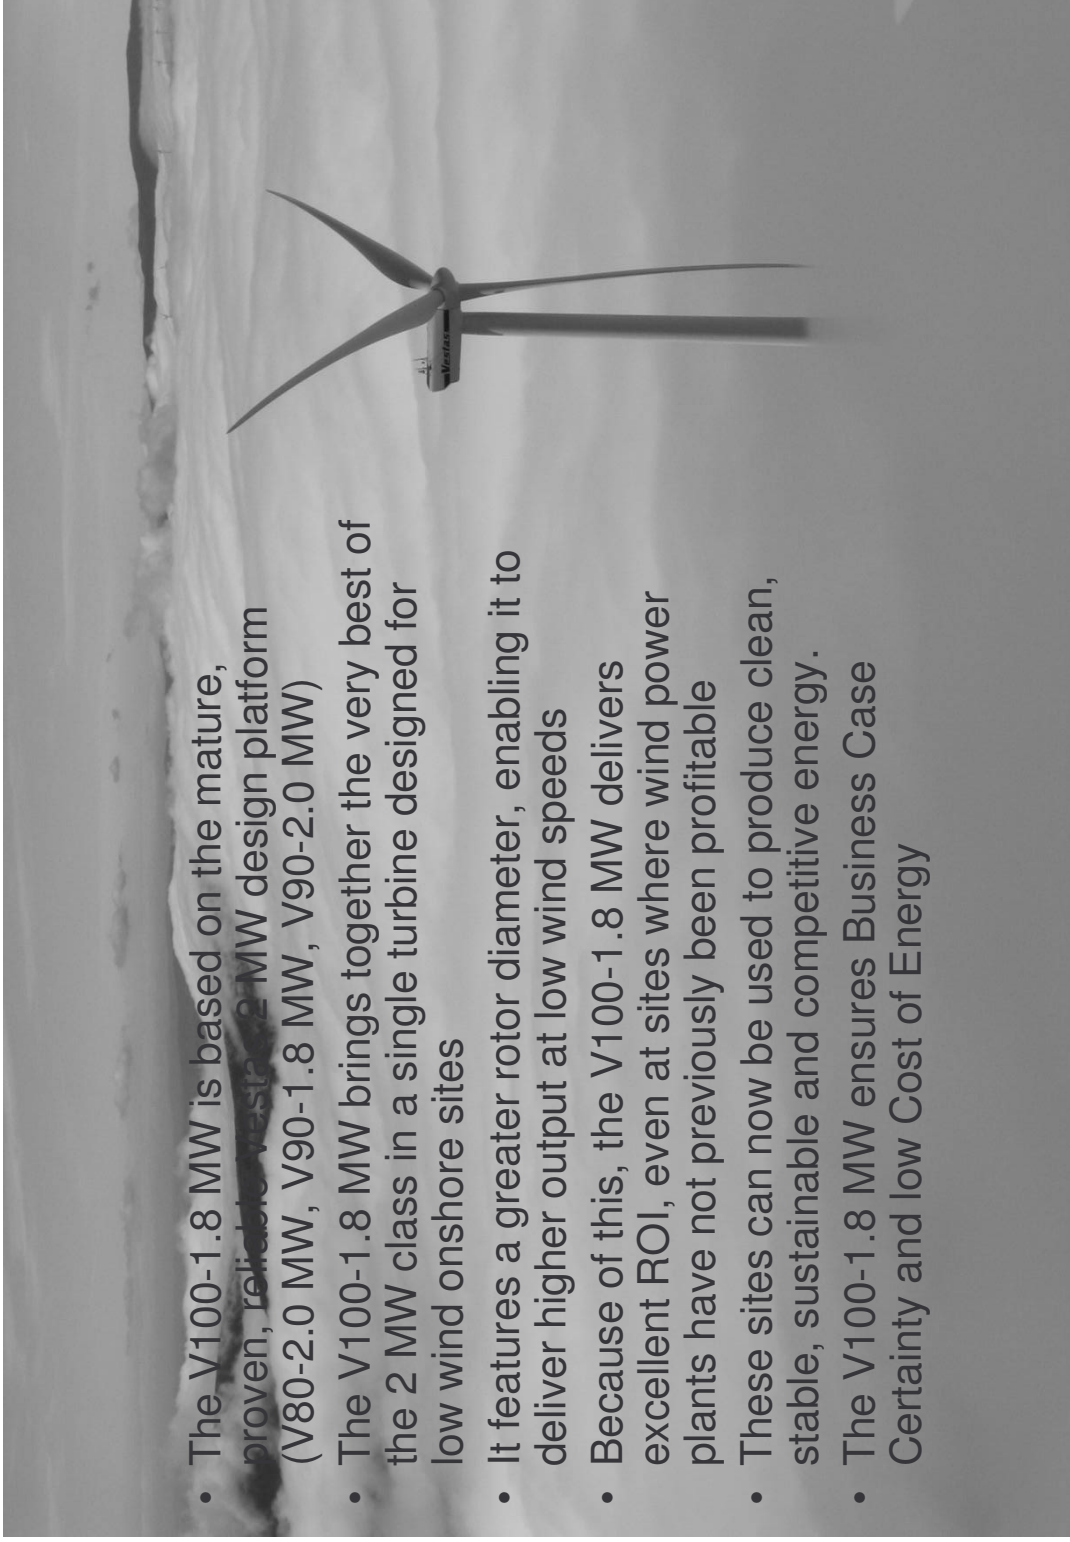 • The V100-1.8 MW is based on the mature,
proven, reliable Vestas 2 MW design platform
(V80-2.0 MW, V90-1.8 MW, V90-2.0 MW)
• The V100-1.8 MW brings together the very best of
the 2 MW class in a single turbine designed for
low wind onshore sites
• It features a greater rotor diameter, enabling it to
deliver higher output at low wind speeds
• Because of this, the V100-1.8 MW delivers
excellent ROI, even at sites where wind power
plants have not previously been profitable
• These sites can now be used to produce clean,
stable, sustainable and competitive energy.
• The V100-1.8 MW ensures Business Case
Certainty and low Cost of Energy
Vestas